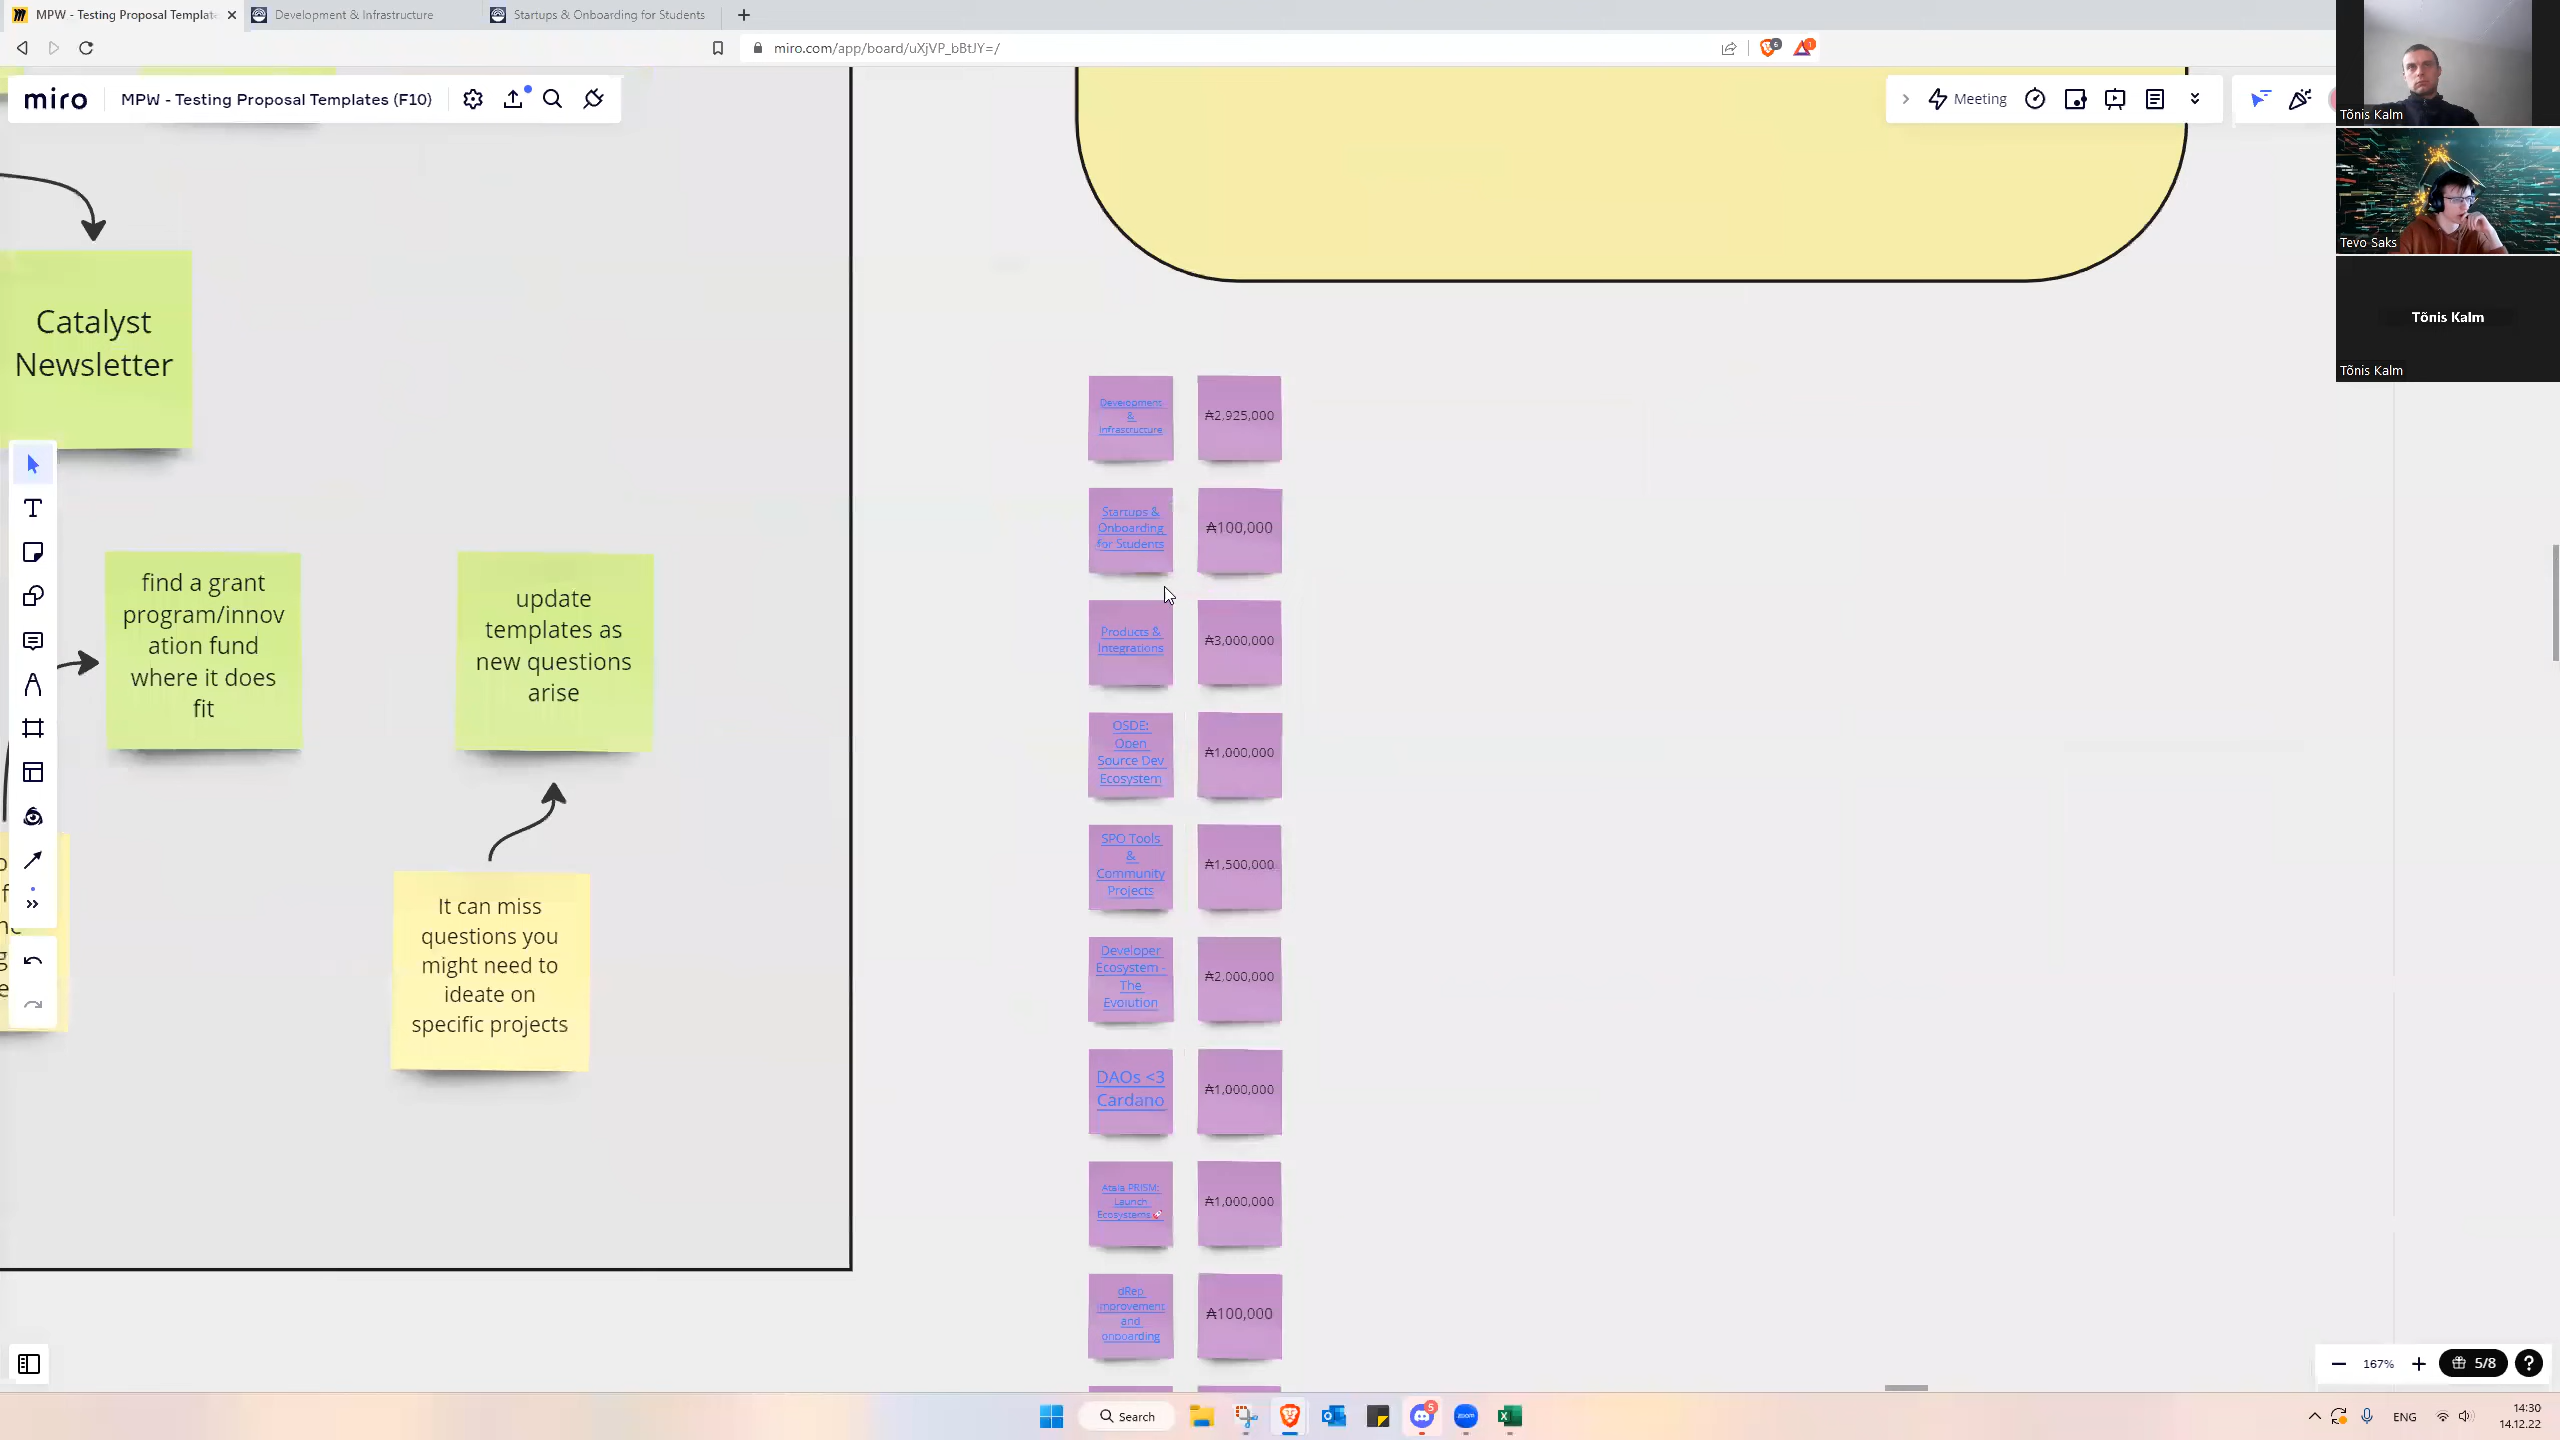 MPW - Testing Proposal Template
Development & Infrastructure
Startups & Onboarding for Students
miro.com/app/board/uXjVP_bBtJY=/
miro
MPW - Testing Proposal Templates (F10)
Meeting
Tõnis Kalm
Tevo Saks
Tõnis Kalm
Tõnis Kalm
Catalyst
Newsletter
find a grant
program/innov
ation fund
where it does
fit
update
templates as
new questions
arise
It can miss
questions you
might need to
ideate on
specific projects
Development
&
Infrastructure
₳2,925,000
Startups &
Onboarding
for Students
₳100,000
Products &
Integrations
₳3,000,000
OSDE:
Open
Source Dev
Ecosystem
₳1,000,000
SPO Tools
&
Community
Projects
₳1,500,000
Developer
Ecosystem -
The
Evolution
₳2,000,000
DAOs <3
Cardano
₳1,000,000
Atala PRISM:
Launch
Ecosystems🚀
₳1,000,000
dRep
improvement
and
onboarding
₳100,000
167%
5/8
Search
ENG
14:30
14.12.22